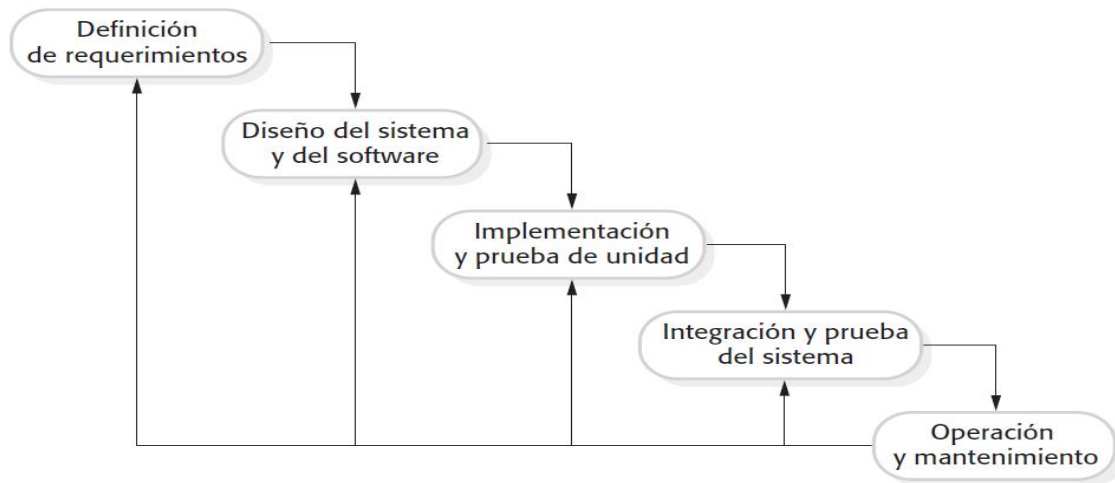 Definición
de requerimientos
Diseño del sistema
y del software
Implementación
y prueba de unidad
Integración y prueba
del sistema
Operación
y mantenimiento